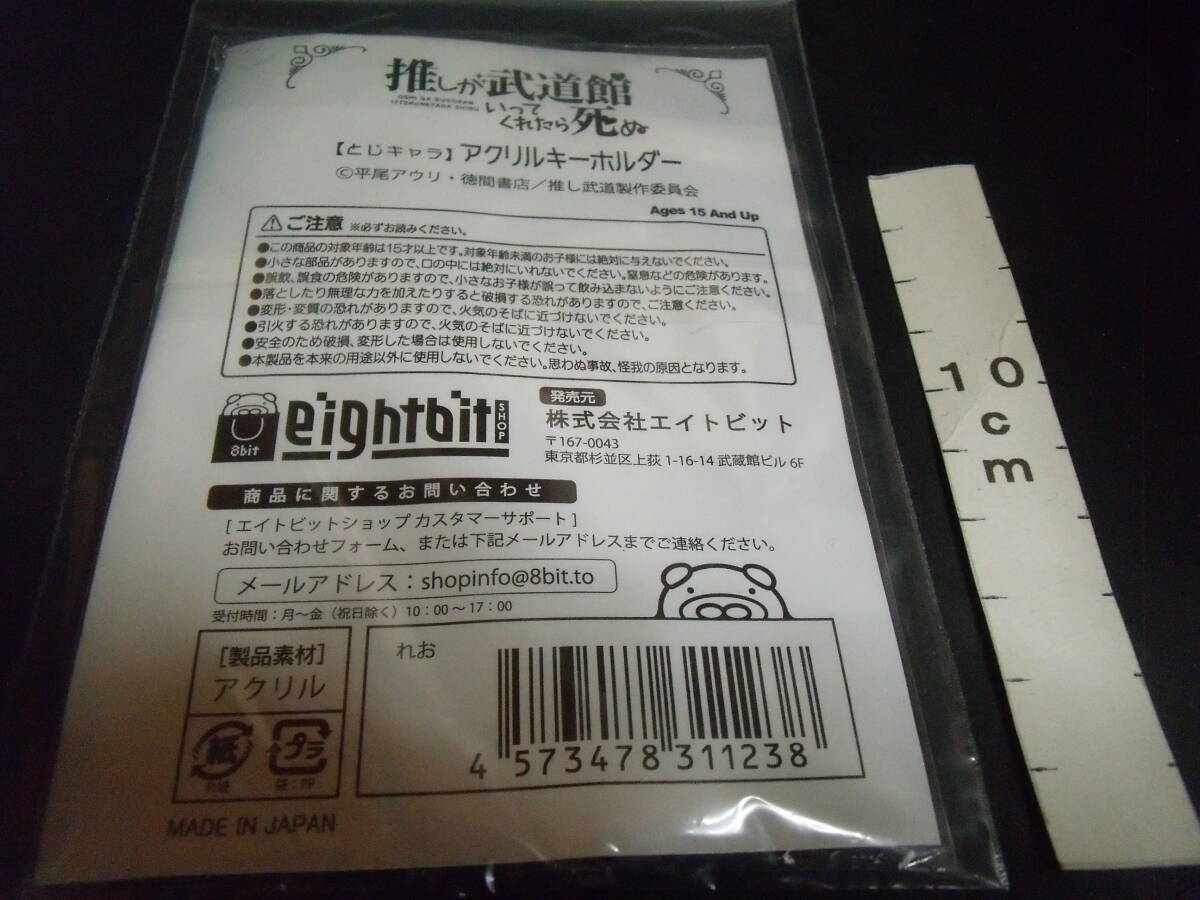 推しが武道館
OSHI GA BUDOKAN
ITTEKURETARA SHINU
いって
くれたら死ぬ
【とじキャラ】アクリルキーホルダー
©平尾アウリ・徳間書店／推し武道製作委員会
Ages 15 And Up
ご注意 ※必ずお読みください。
●この商品の対象年齢は15才以上です。対象年齢未満のお子様には絶対に与えないでください。
●小さな部品がありますので、口の中には絶対にいれないでください。窒息などの危険があります。
●誤飲、誤食の危険がありますので、小さなお子様が誤って飲み込まないようにご注意ください。
●落としたり無理な力を加えたりすると破損する恐れがありますので、ご注意ください。
●変形・変質の恐れがありますので、火気のそばに近づけないでください。
●引火する恐れがありますので、火気のそばに近づけないでください。
●安全のため破損、変形した場合は使用しないでください。
●本製品を本来の用途以外に使用しないでください。思わぬ事故、怪我の原因となります。
8bit
eightbit
SHOP
発売元
株式会社エイトビット
〒167-0043
東京都杉並区上荻 1-16-14 武蔵館ビル 6F
商品に関するお問い合わせ
[ エイトビットショップ カスタマーサポート ]
お問い合わせフォーム、または下記メールアドレスまでご連絡ください。
メールアドレス：shopinfo@8bit.to
受付時間：月〜金（祝日除く）10：00〜17：00
[製品素材]
アクリル
紙
プラ
袋：PP
れお
4 573478 311238
MADE IN JAPAN
10
c
m